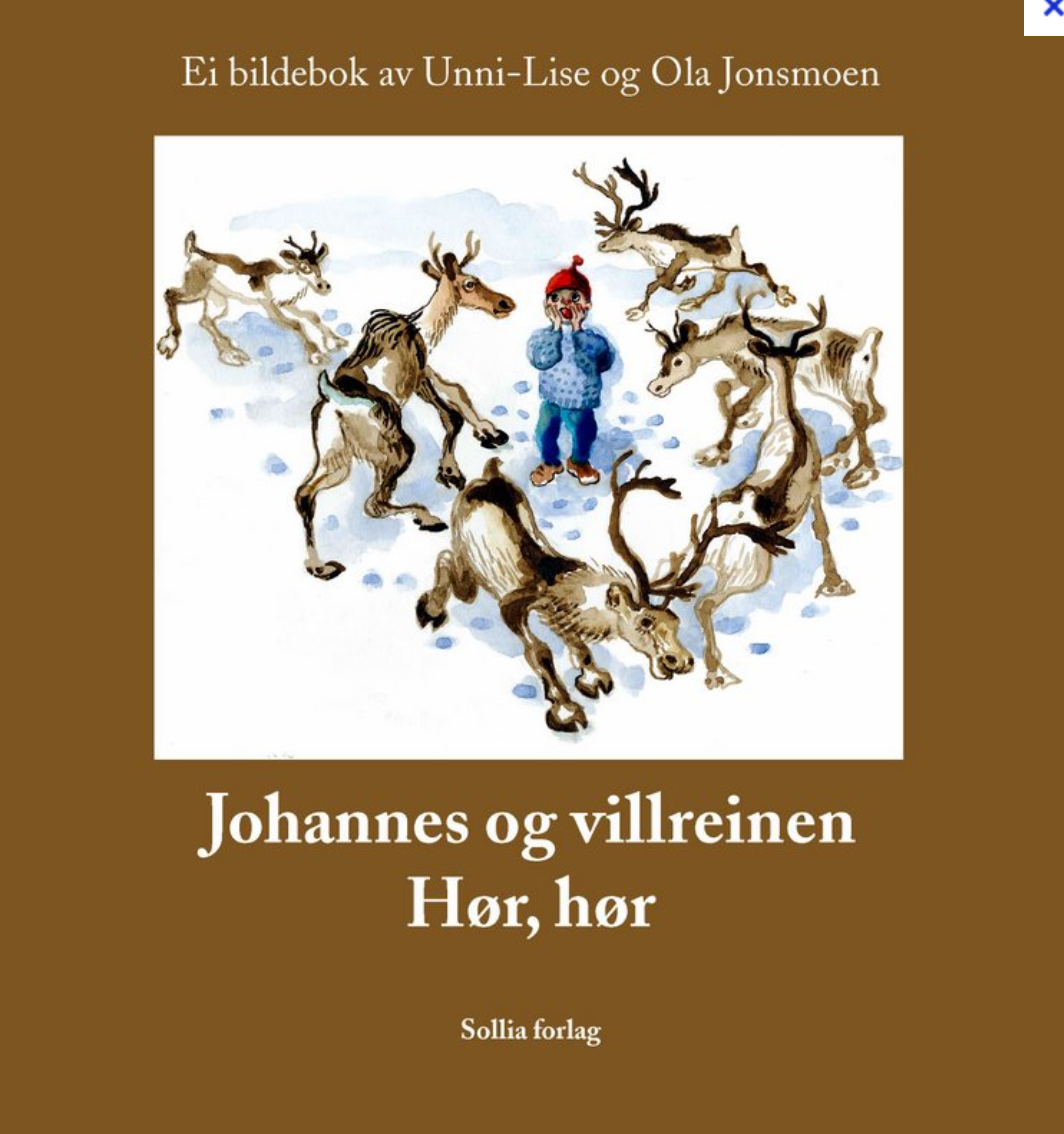 Ei bildebok av Unni-Lise og Ola Jonsmoen
Johannes og villreinen
Hør, hør
Sollia forlag